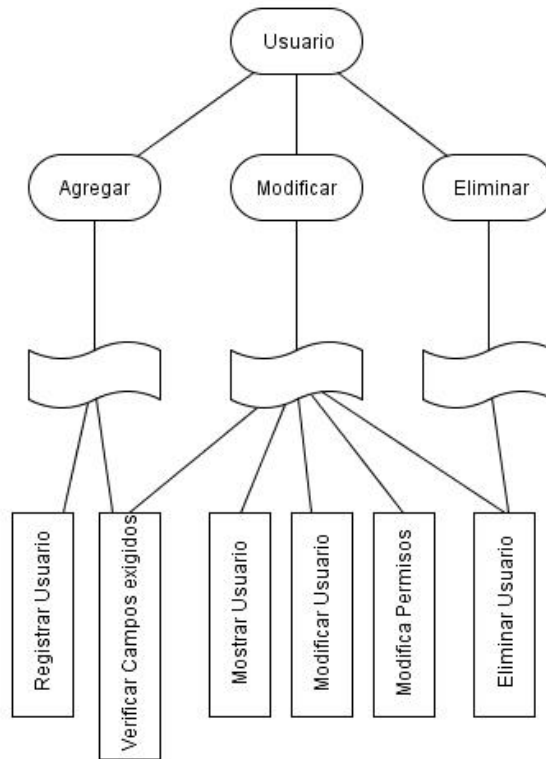 Usuario
Agregar
Modificar
Eliminar
Registrar Usuario
Verificar Campos exigidos
Mostrar Usuario
Modificar Usuario
Modifica Permisos
Eliminar Usuario